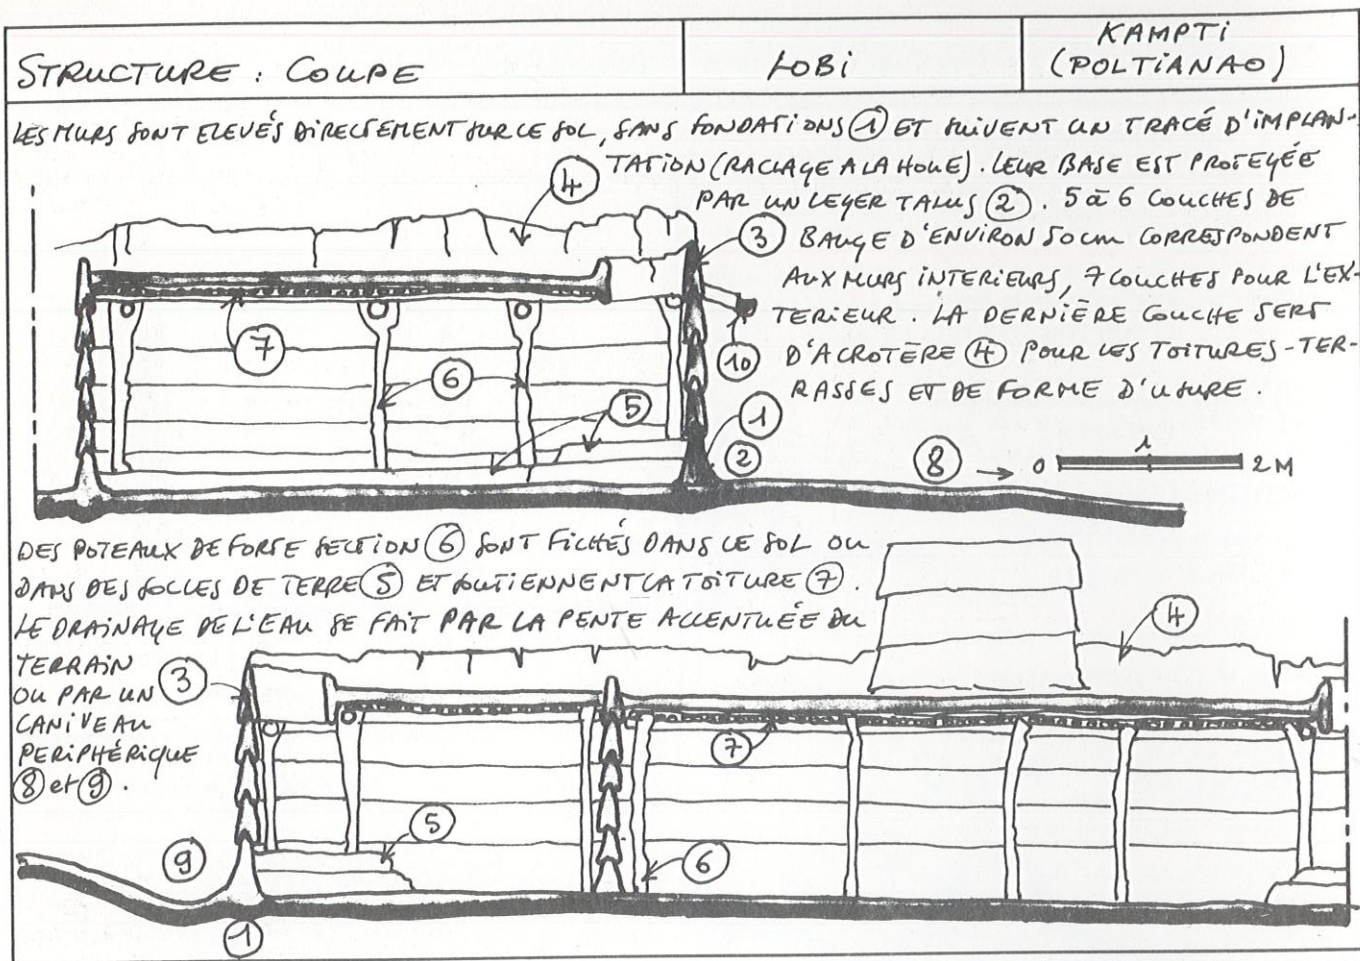 STRUCTURE : COUPE
LOBI
KAMPTI
(POLTIANAO)
LES MURS SONT ELEVÉS DIRECTEMENT SUR LE SOL, SANS FONDATIONS ① ET SUIVENT UN TRACÉ D'IMPLAN-
TATION (RACLAGE A LA HOUE). LEUR BASE EST PROTEGÉE
PAR UN LEGER TALUS ②. 5 à 6 COUCHES DE
BAUGE D'ENVIRON 50 cm CORRESPONDENT
AUX MURS INTERIEURS, 7 COUCHES POUR L'EX-
TERIEUR. LA DERNIÈRE COUCHE SERT
D'ACROTÈRE ④ POUR LES TOITURES-TER-
RASSES ET DE FORME D'USURE.
④
③
⑦
⑥
⑩
⑤
①
②
⑧ → 0 1 2 M
DES POTEAUX DE FORTE SECTION ⑥ SONT FICHÉS DANS LE SOL OU
DANS DES SOCLES DE TERRE ⑤ ET SOUTIENNENT LA TOITURE ⑦.
LE DRAINAGE DE L'EAU SE FAIT PAR LA PENTE ACCENTUÉE DU
TERRAIN
OU PAR UN
CANIVEAU
PERIPHÉRIQUE
⑧ et ⑨.
③
④
⑦
⑤
⑥
⑨
①